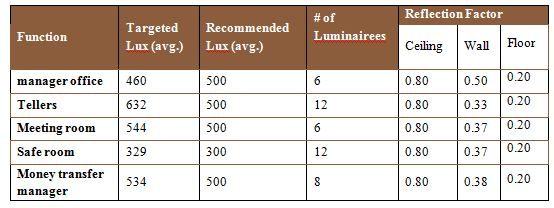 Function Targeted Lux (avg.) Recommended Lux (avg.) # of Luminairees Reflection Factor
Ceiling Wall Floor
manager office 460 500 6 0.80 0.50 0.20
Tellers 632 500 12 0.80 0.33 0.20
Meeting room 544 500 6 0.80 0.37 0.20
Safe room 329 300 12 0.80 0.37 0.20
Money transfer manager 534 500 8 0.80 0.38 0.20